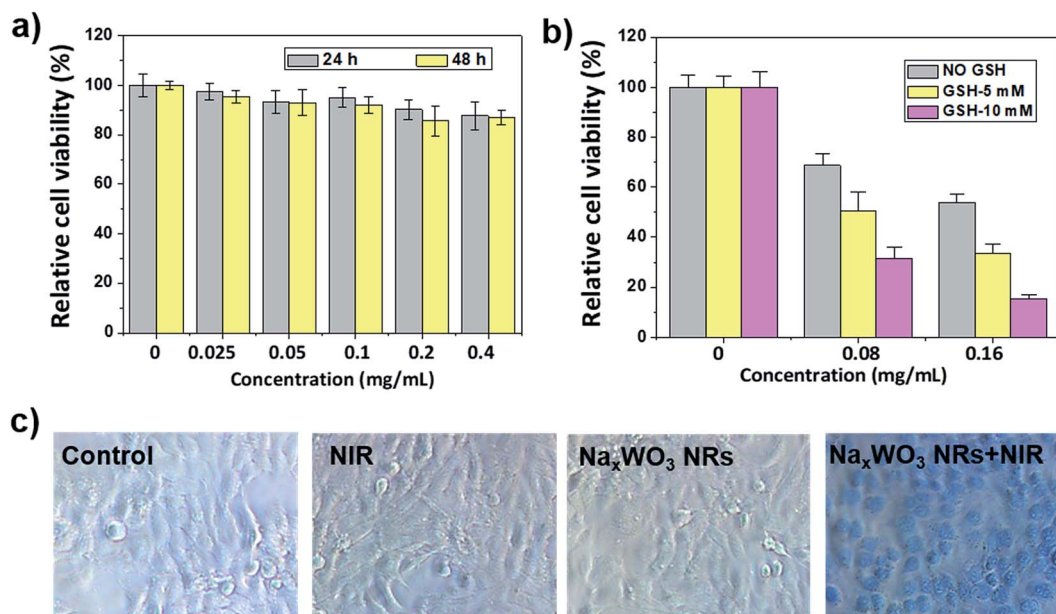 a)
Relative cell viability (%)
120
100
80
60
40
20
0
24 h 48 h
0 0.025 0.05 0.1 0.2 0.4
Concentration (mg/mL)
b)
Relative cell viability (%)
120
100
80
60
40
20
0
NO GSH
GSH-5 mM
GSH-10 mM
0 0.08 0.16
Concentration (mg/mL)
c)
Control
NIR
NaxWO3 NRs
NaxWO3 NRs+NIR